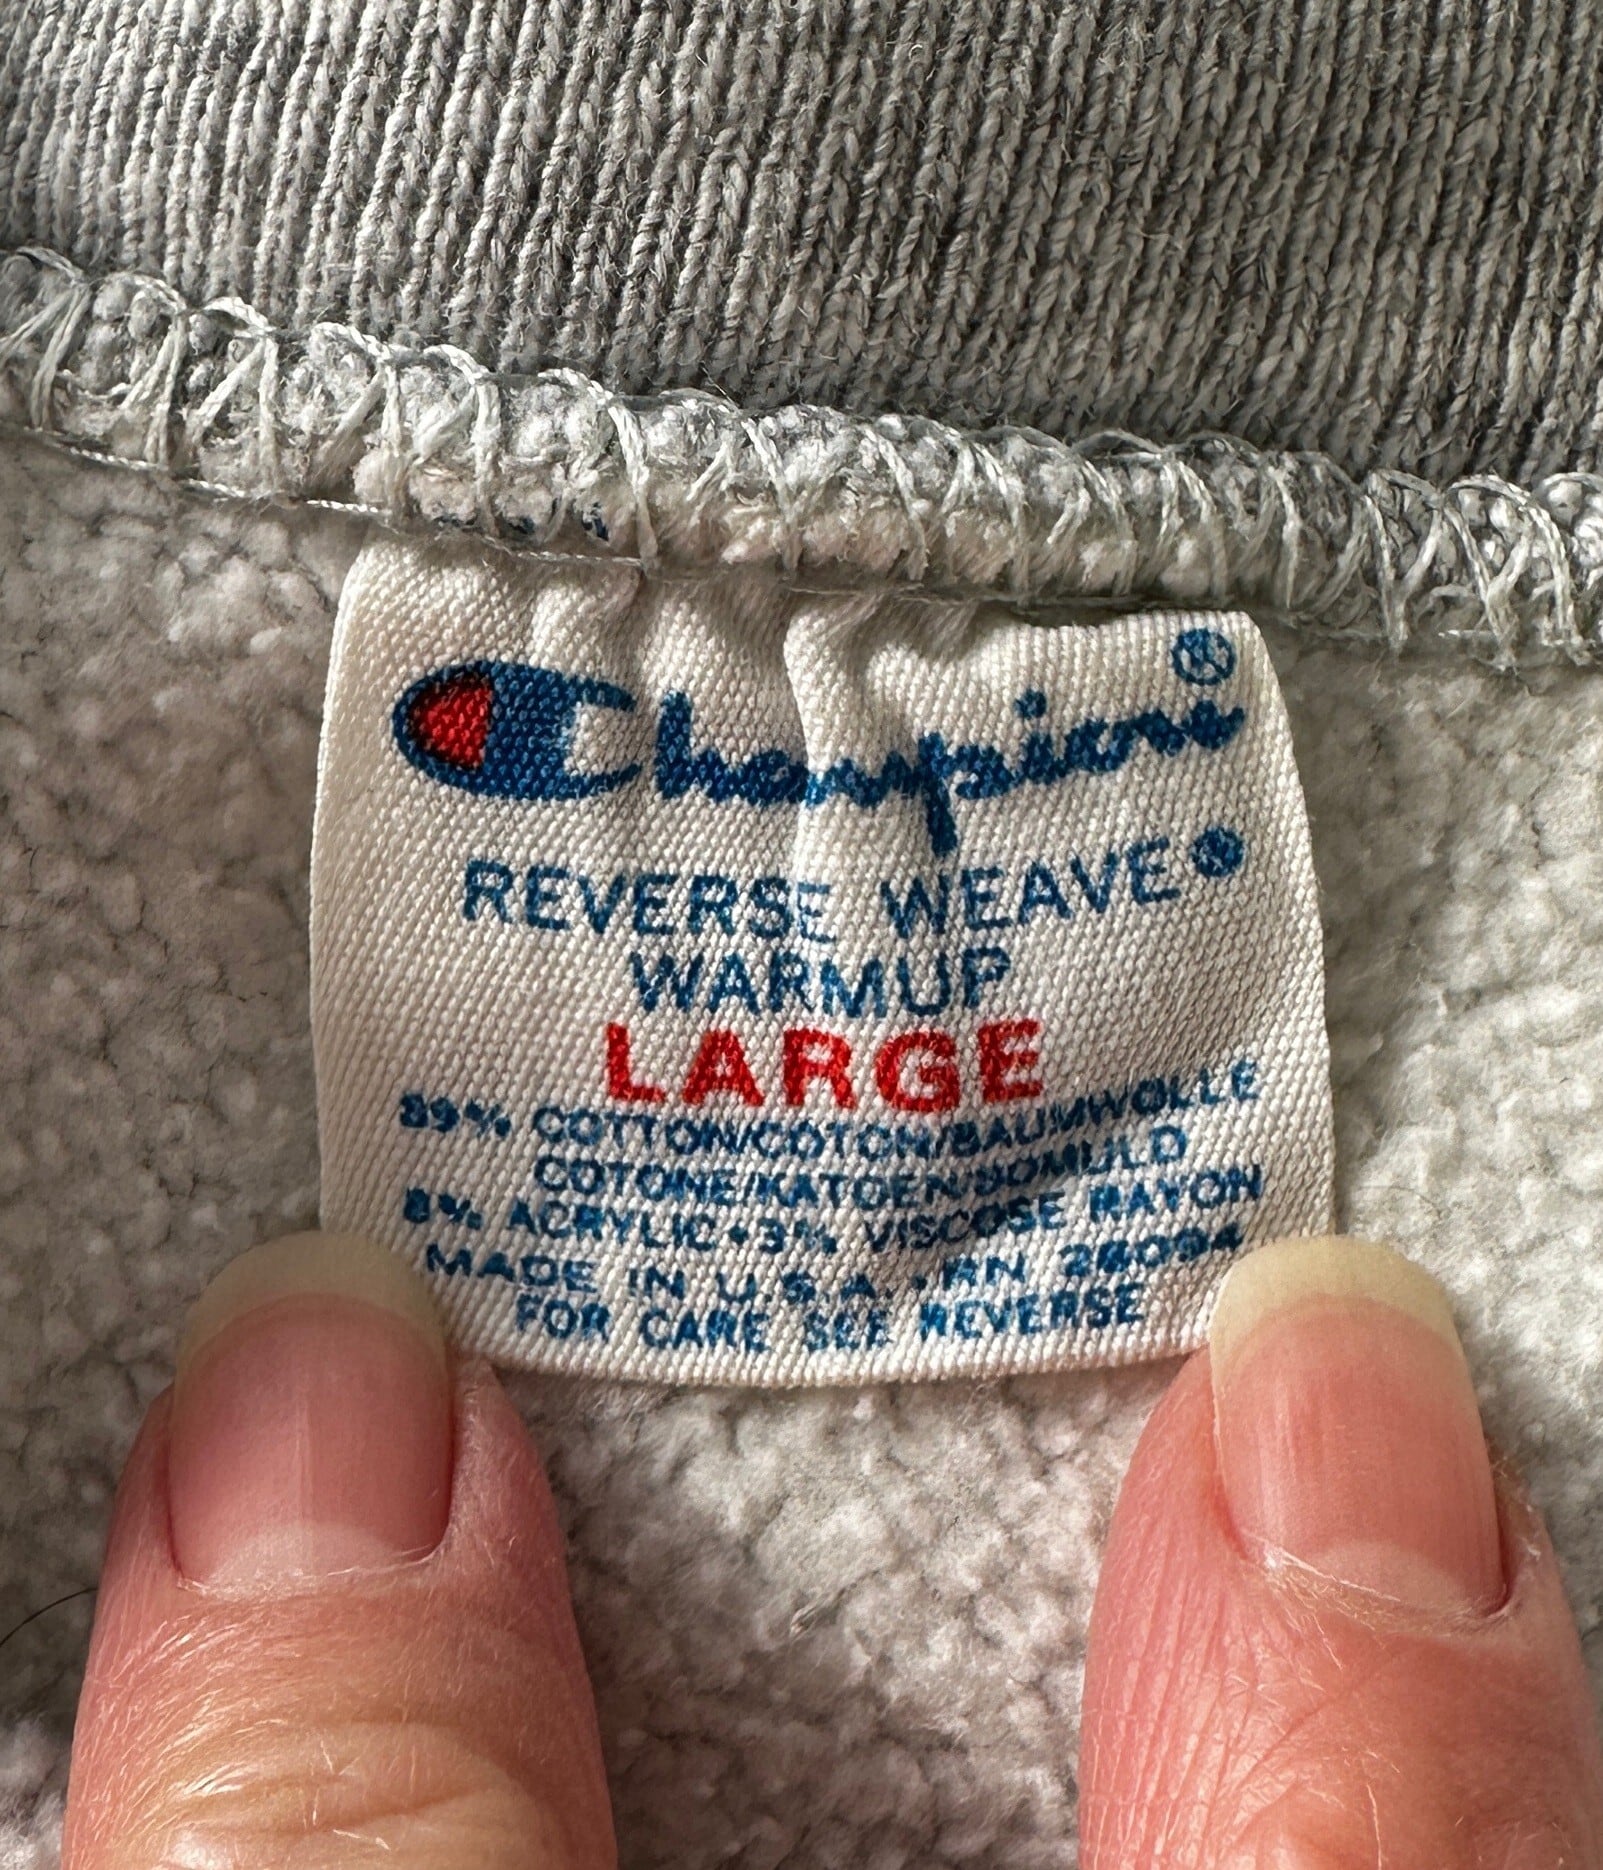 Champion®
REVERSE WEAVE®
WARMUP
LARGE
89% COTTON/COTON/BAUMWOLLE
COTONE/KATOEN/BOMULD
8% ACRYLIC • 3% VISCOSE RAYON
MADE IN U.S.A. • RN 26094
FOR CARE SEE REVERSE